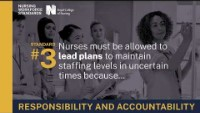 NURSING
WORKFORCE
STANDARDS
Royal College
of Nursing
STANDARD
#3
Nurses must be allowed to
lead plans to maintain
staffing levels in uncertain
times because...
RESPONSIBILITY AND ACCOUNTABILITY